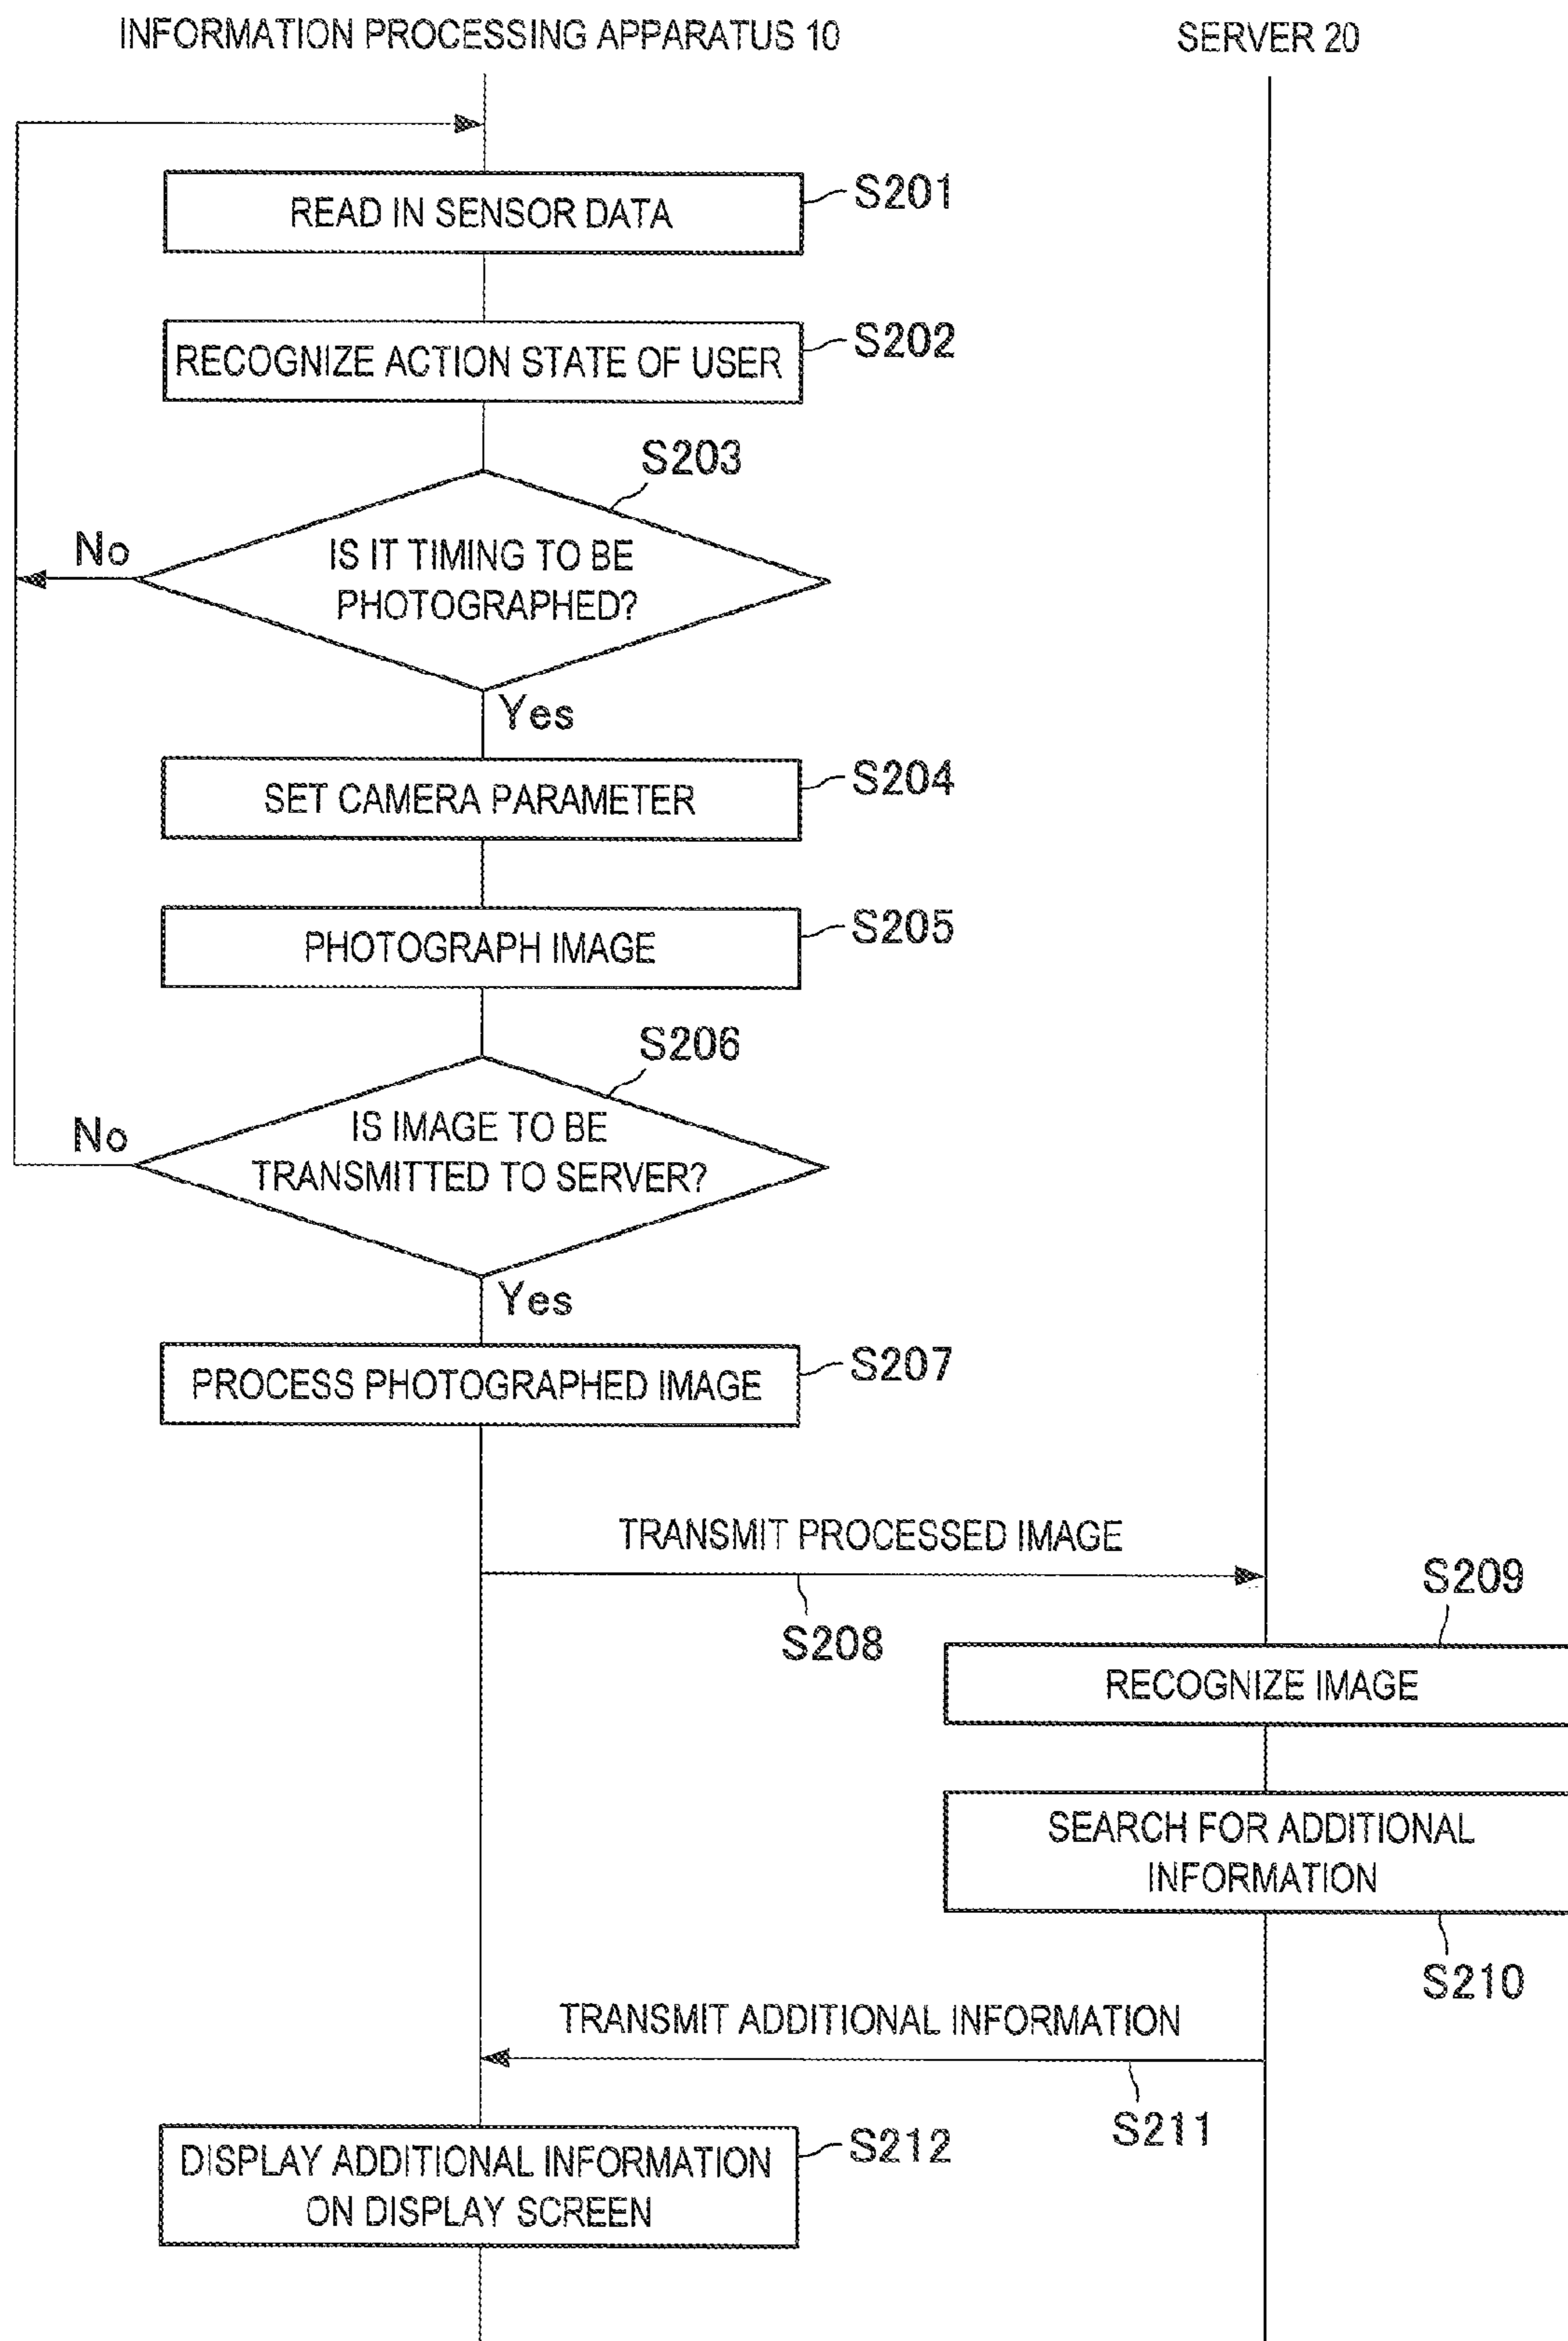 INFORMATION PROCESSING APPARATUS 10
SERVER 20
READ IN SENSOR DATA
S201
RECOGNIZE ACTION STATE OF USER
S202
S203
IS IT TIMING TO BE
PHOTOGRAPHED?
No
Yes
SET CAMERA PARAMETER
S204
PHOTOGRAPH IMAGE
S205
S206
IS IMAGE TO BE
TRANSMITTED TO SERVER?
No
Yes
PROCESS PHOTOGRAPHED IMAGE
S207
TRANSMIT PROCESSED IMAGE
S208
S209
RECOGNIZE IMAGE
SEARCH FOR ADDITIONAL
INFORMATION
S210
TRANSMIT ADDITIONAL INFORMATION
S211
DISPLAY ADDITIONAL INFORMATION
ON DISPLAY SCREEN
S212